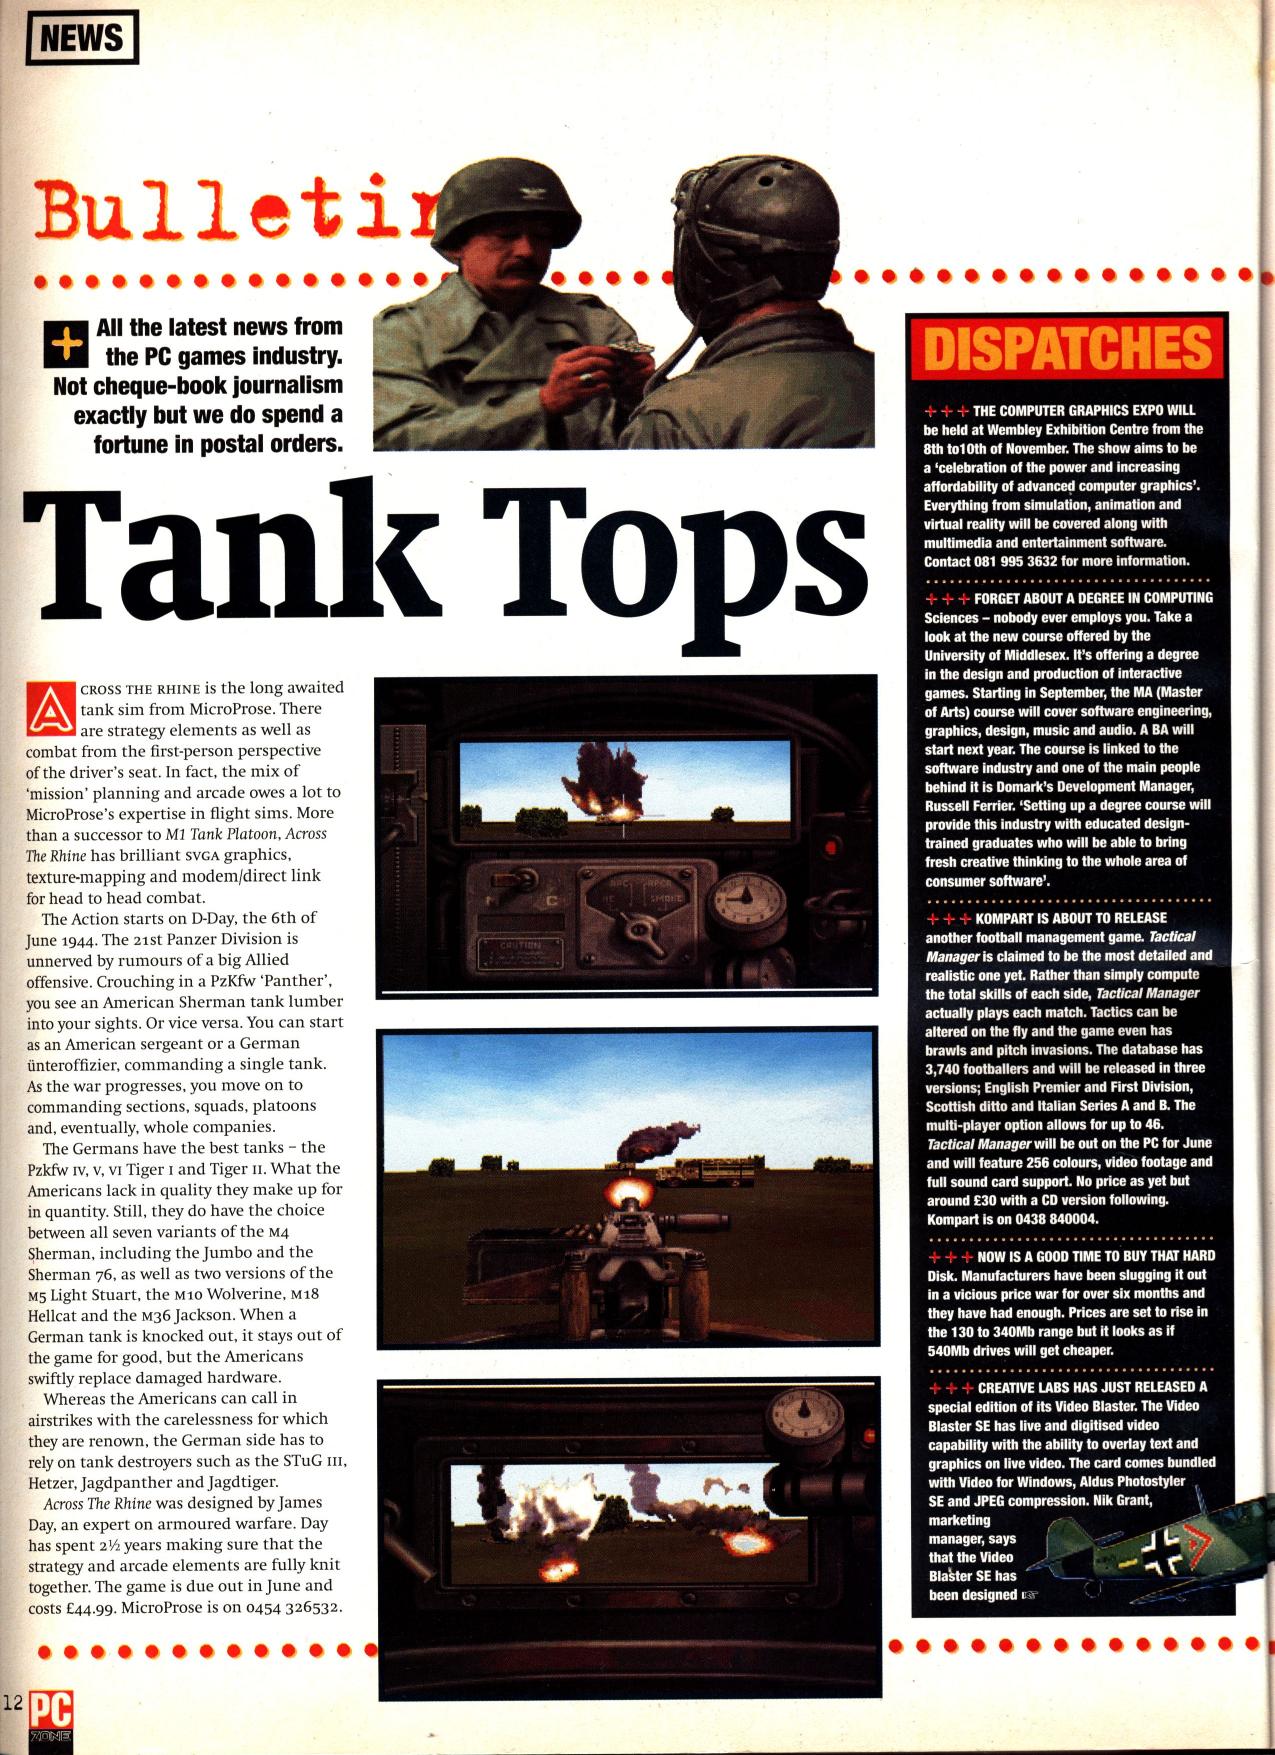 NEWS
Bulletin
All the latest news from
the PC games industry.
Not cheque-book journalism
exactly but we do spend a
fortune in postal orders.
Tank Tops
ACROSS THE RHINE is the long awaited
tank sim from MicroProse. There
are strategy elements as well as
combat from the first-person perspective
of the driver's seat. In fact, the mix of
'mission' planning and arcade owes a lot to
MicroProse's expertise in flight sims. More
than a successor to M1 Tank Platoon, Across
The Rhine has brilliant SVGA graphics,
texture-mapping and modem/direct link
for head to head combat.
The Action starts on D-Day, the 6th of
June 1944. The 21st Panzer Division is
unnerved by rumours of a big Allied
offensive. Crouching in a PzKfw 'Panther',
you see an American Sherman tank lumber
into your sights. Or vice versa. You can start
as an American sergeant or a German
ünteroffizier, commanding a single tank.
As the war progresses, you move on to
commanding sections, squads, platoons
and, eventually, whole companies.
The Germans have the best tanks – the
Pzkfw IV, V, VI Tiger I and Tiger II. What the
Americans lack in quality they make up for
in quantity. Still, they do have the choice
between all seven variants of the M4
Sherman, including the Jumbo and the
Sherman 76, as well as two versions of the
M5 Light Stuart, the M10 Wolverine, M18
Hellcat and the M36 Jackson. When a
German tank is knocked out, it stays out of
the game for good, but the Americans
swiftly replace damaged hardware.
Whereas the Americans can call in
airstrikes with the carelessness for which
they are renown, the German side has to
rely on tank destroyers such as the STuG III,
Hetzer, Jagdpanther and Jagdtiger.
Across The Rhine was designed by James
Day, an expert on armoured warfare. Day
has spent 2½ years making sure that the
strategy and arcade elements are fully knit
together. The game is due out in June and
costs £44.99. MicroProse is on 0454 326532.
HE APC APCR SMOKE
C
CAUTION
DISPATCHES
+++ THE COMPUTER GRAPHICS EXPO WILL
be held at Wembley Exhibition Centre from the
8th to10th of November. The show aims to be
a 'celebration of the power and increasing
affordability of advanced computer graphics'.
Everything from simulation, animation and
virtual reality will be covered along with
multimedia and entertainment software.
Contact 081 995 3632 for more information.
+++ FORGET ABOUT A DEGREE IN COMPUTING
Sciences – nobody ever employs you. Take a
look at the new course offered by the
University of Middlesex. It's offering a degree
in the design and production of interactive
games. Starting in September, the MA (Master
of Arts) course will cover software engineering,
graphics, design, music and audio. A BA will
start next year. The course is linked to the
software industry and one of the main people
behind it is Domark's Development Manager,
Russell Ferrier. 'Setting up a degree course will
provide this industry with educated design-
trained graduates who will be able to bring
fresh creative thinking to the whole area of
consumer software'.
+++ KOMPART IS ABOUT TO RELEASE
another football management game. Tactical
Manager is claimed to be the most detailed and
realistic one yet. Rather than simply compute
the total skills of each side, Tactical Manager
actually plays each match. Tactics can be
altered on the fly and the game even has
brawls and pitch invasions. The database has
3,740 footballers and will be released in three
versions; English Premier and First Division,
Scottish ditto and Italian Series A and B. The
multi-player option allows for up to 46.
Tactical Manager will be out on the PC for June
and will feature 256 colours, video footage and
full sound card support. No price as yet but
around £30 with a CD version following.
Kompart is on 0438 840004.
+++ NOW IS A GOOD TIME TO BUY THAT HARD
Disk. Manufacturers have been slugging it out
in a vicious price war for over six months and
they have had enough. Prices are set to rise in
the 130 to 340Mb range but it looks as if
540Mb drives will get cheaper.
+++ CREATIVE LABS HAS JUST RELEASED A
special edition of its Video Blaster. The Video
Blaster SE has live and digitised video
capability with the ability to overlay text and
graphics on live video. The card comes bundled
with Video for Windows, Aldus Photostyler
SE and JPEG compression. Nik Grant,
marketing
manager, says
that the Video
Blaster SE has
been designed ☞
12 PC
ZONE